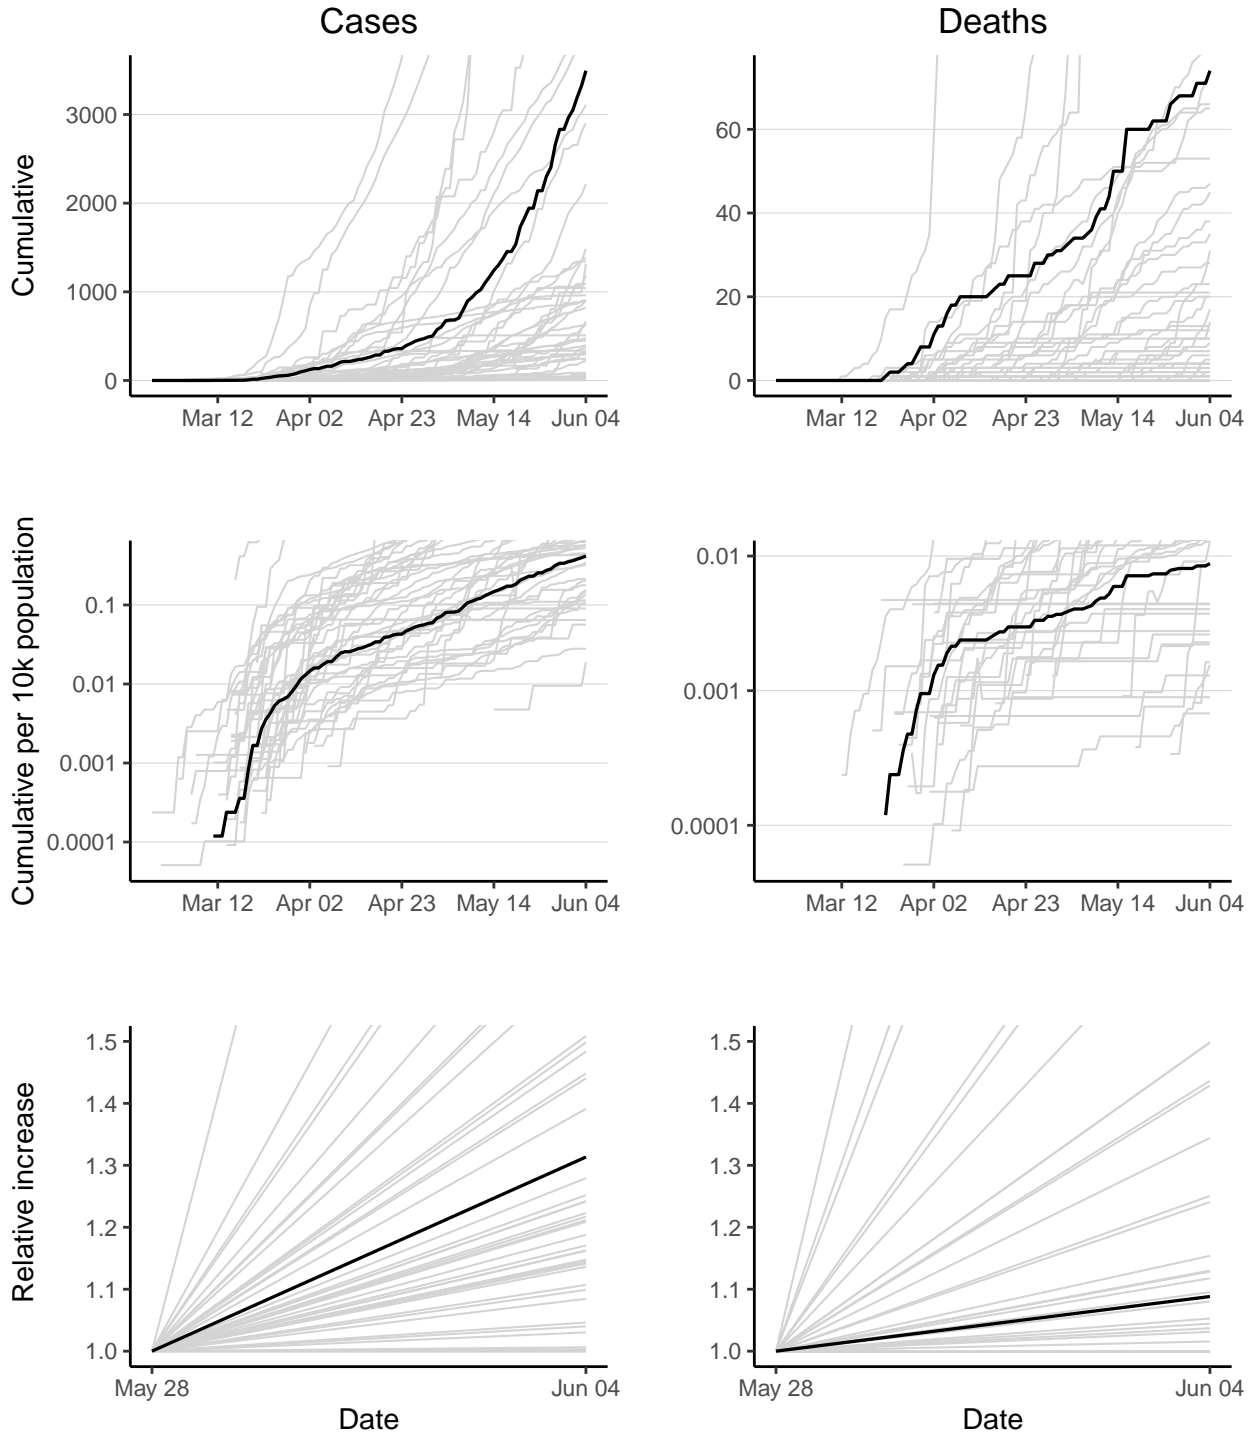 Cases
Deaths
Cumulative
3000
2000
1000
0
Mar 12 Apr 02 Apr 23 May 14 Jun 04
60
40
20
0
Mar 12 Apr 02 Apr 23 May 14 Jun 04
Cumulative per 10k population
0.1
0.01
0.001
0.0001
Mar 12 Apr 02 Apr 23 May 14 Jun 04
0.01
0.001
0.0001
Mar 12 Apr 02 Apr 23 May 14 Jun 04
Relative increase
1.5
1.4
1.3
1.2
1.1
1.0
May 28 Jun 04
Date
1.5
1.4
1.3
1.2
1.1
1.0
May 28 Jun 04
Date